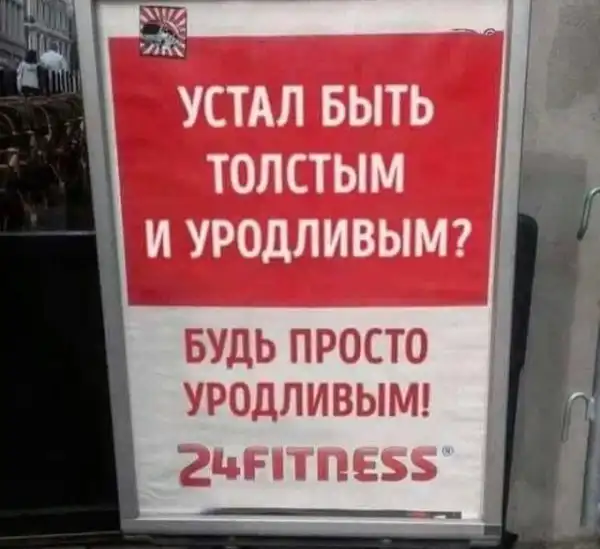 УСТАЛ БЫТЬ
ТОЛСТЫМ
И УРОДЛИВЫМ?
БУДЬ ПРОСТО
УРОДЛИВЫМ!
24FITNESS®